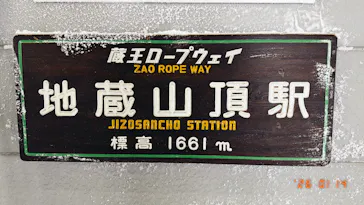 蔵王ロープウェイ
ZAO ROPE WAY
地蔵山頂駅
JIZOSANCHO STATION
標高 1661m